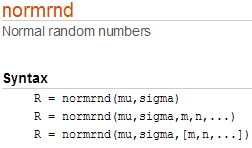 normrnd
Normal random numbers
Syntax
R = normrnd(mu,sigma)
R = normrnd(mu,sigma,m,n,...)
R = normrnd(mu,sigma,[m,n,...])